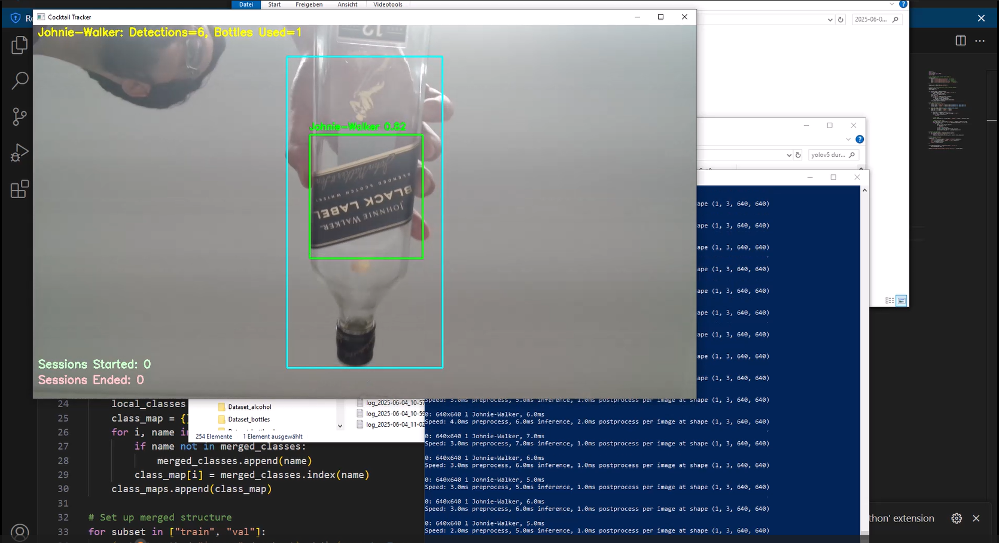 Datei Start Freigeben Ansicht Videotools
Cocktail Tracker
2025-06-0...
Johnie-Walker: Detections=6, Bottles Used=1
12
Johnie-Walker 0.82
BLENDED SCOTCH WHISKY
BLACK LABEL
JOHNNIE WALKER
Sessions Started: 0
Sessions Ended: 0
yolov5 dur...
ape (1, 3, 640, 640)
ape (1, 3, 640, 640)
ape (1, 3, 640, 640)
ape (1, 3, 640, 640)
ape (1, 3, 640, 640)
ape (1, 3, 640, 640)
ape (1, 3, 640, 640)
ape (1, 3, 640, 640)
ape (1, 3, 640, 640)
Speed: 3.0ms preprocess, 5.0ms inference, 1.0ms postprocess per image at shape (1, 3, 640, 640)
0: 640x640 1 Johnie-Walker, 6.0ms
Speed: 4.0ms preprocess, 6.0ms inference, 2.0ms postprocess per image at shape (1, 3, 640, 640)
0: 640x640 1 Johnie-Walker, 7.0ms
Speed: 3.0ms preprocess, 7.0ms inference, 1.0ms postprocess per image at shape (1, 3, 640, 640)
0: 640x640 1 Johnie-Walker, 6.0ms
Speed: 3.0ms preprocess, 6.0ms inference, 1.0ms postprocess per image at shape (1, 3, 640, 640)
0: 640x640 1 Johnie-Walker, 5.0ms
Speed: 3.0ms preprocess, 5.0ms inference, 1.0ms postprocess per image at shape (1, 3, 640, 640)
0: 640x640 1 Johnie-Walker, 6.0ms
Speed: 3.0ms preprocess, 6.0ms inference, 1.0ms postprocess per image at shape (1, 3, 640, 640)
0: 640x640 1 Johnie-Walker, 5.0ms
Speed: 2.0ms preprocess, 5.0ms inference, 1.0ms postprocess per image at shape (1, 3, 640, 640)
Dataset_alcohol
Dataset_bottles
log_2025-06-04_10-57
log_2025-06-04_10-59
log_2025-06-04_11-02
254 Elemente 1 Element ausgewählt
24 local_classes
25 class_map = {
26 for i, name in
27 if name not in merged_classes:
28 merged_classes.append(name)
29 class_map[i] = merged_classes.index(name)
30 class_maps.append(class_map)
31
32 # Set up merged structure
33 for subset in ["train", "val"]:
thon' extension